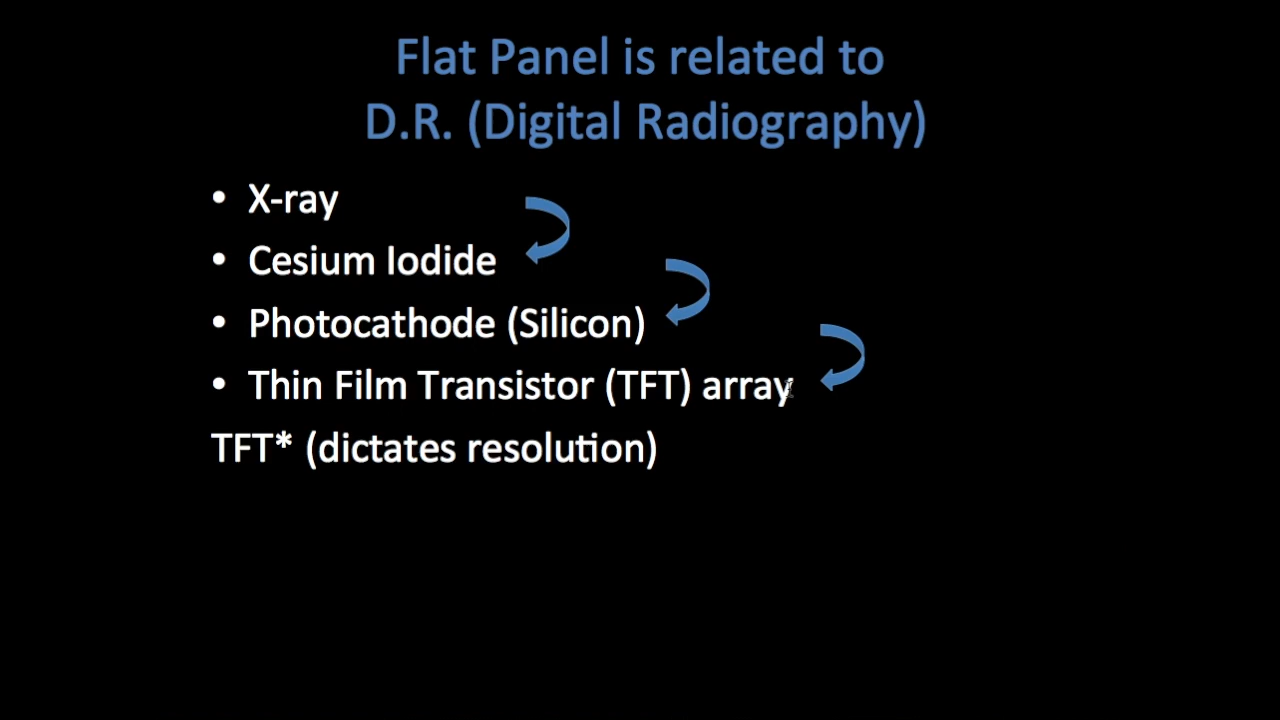 Flat Panel is related to
D.R. (Digital Radiography)
• X-ray
• Cesium Iodide
• Photocathode (Silicon)
• Thin Film Transistor (TFT) array
TFT* (dictates resolution)